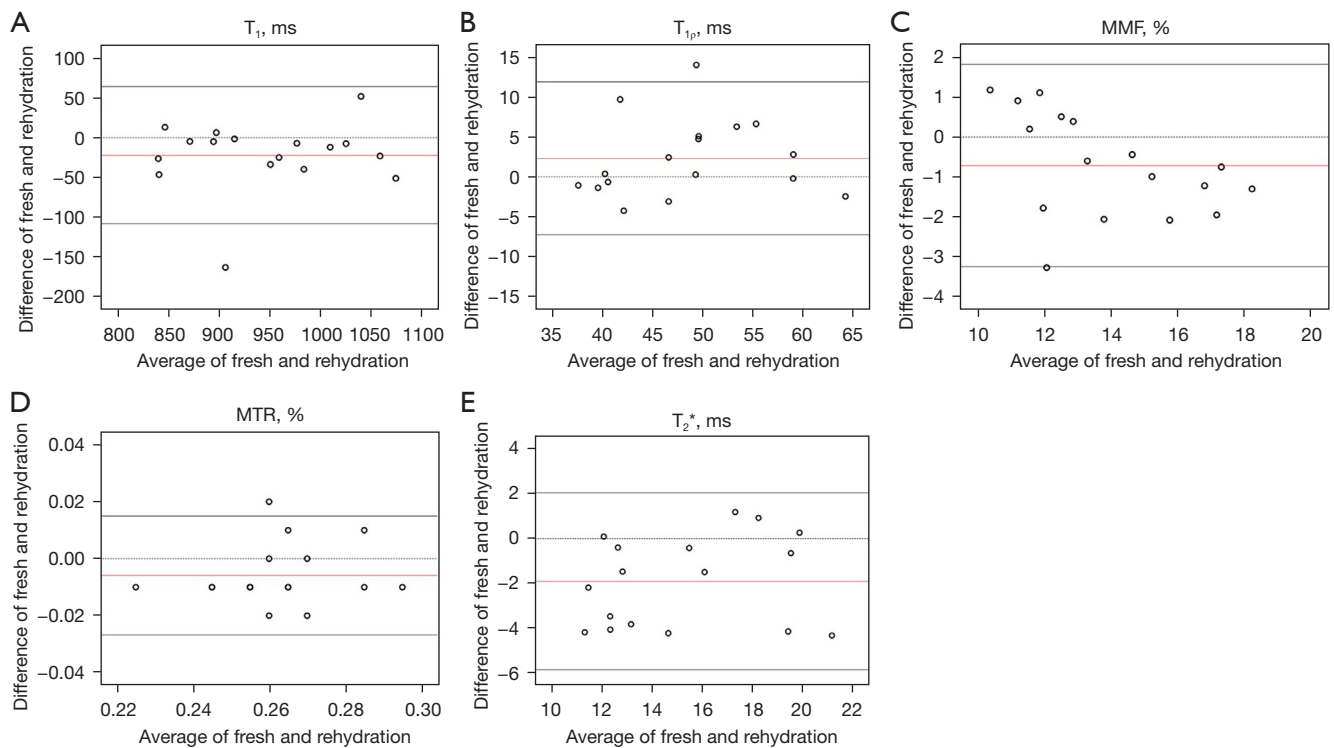 A
T₁, ms
Difference of fresh and rehydration
100
50
0
−50
−100
−150
−200
800 850 900 950 1000 1050 1100
Average of fresh and rehydration
B
T₁ρ, ms
Difference of fresh and rehydration
15
10
5
0
−5
−10
−15
35 40 45 50 55 60 65
Average of fresh and rehydration
C
MMF, %
Difference of fresh and rehydration
2
1
0
−1
−2
−3
−4
10 12 14 16 18 20
Average of fresh and rehydration
D
MTR, %
Difference of fresh and rehydration
0.04
0.02
0.00
−0.02
−0.04
0.22 0.24 0.26 0.28 0.30
Average of fresh and rehydration
E
T₂*, ms
Difference of fresh and rehydration
4
2
0
−2
−4
−6
10 12 14 16 18 20 22
Average of fresh and rehydration